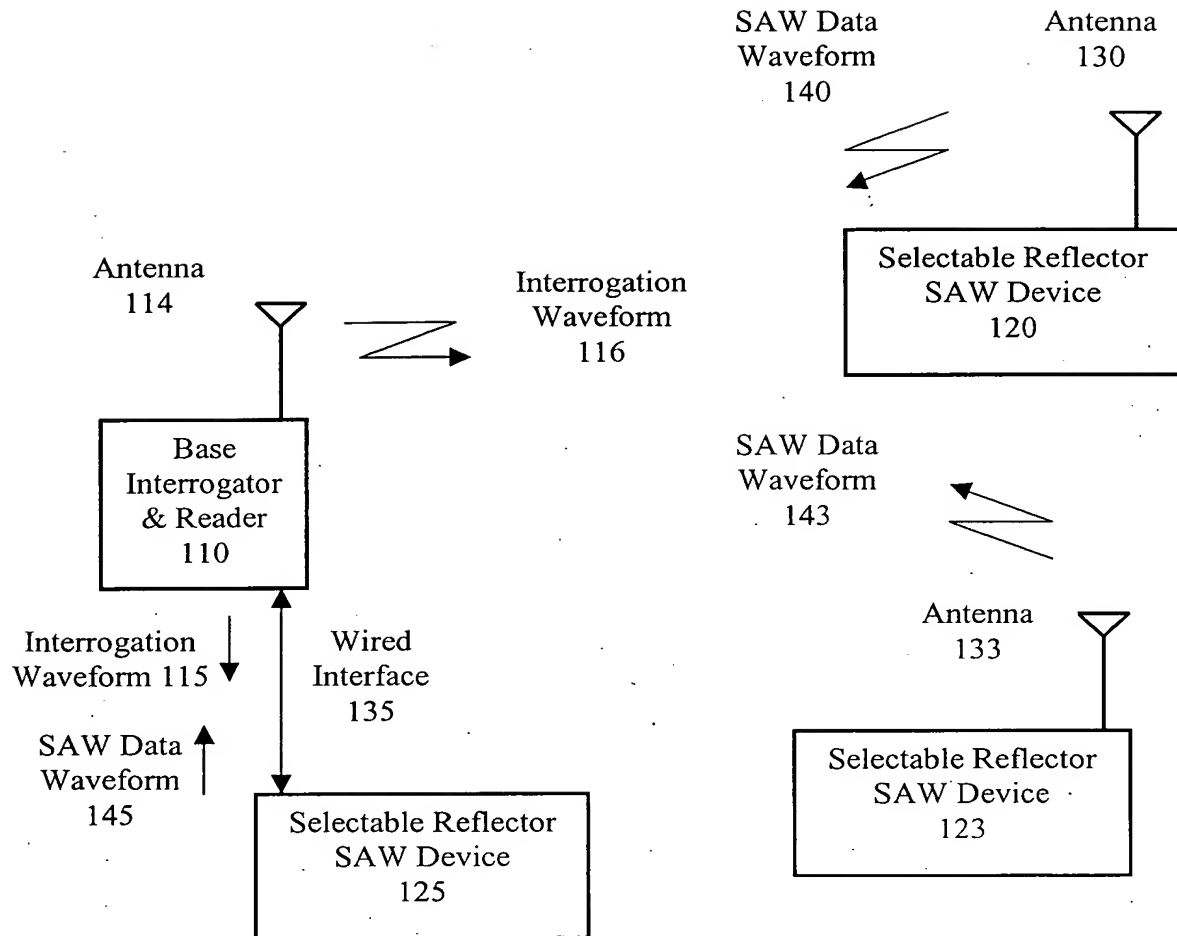 SAW Data
Waveform
140
Antenna
130
Selectable Reflector
SAW Device
120
Antenna
114
Interrogation
Waveform
116
Base
Interrogator
& Reader
110
SAW Data
Waveform
143
Antenna
133
Interrogation
Waveform 115
Wired
Interface
135
SAW Data
Waveform
145
Selectable Reflector
SAW Device
125
Selectable Reflector
SAW Device
123